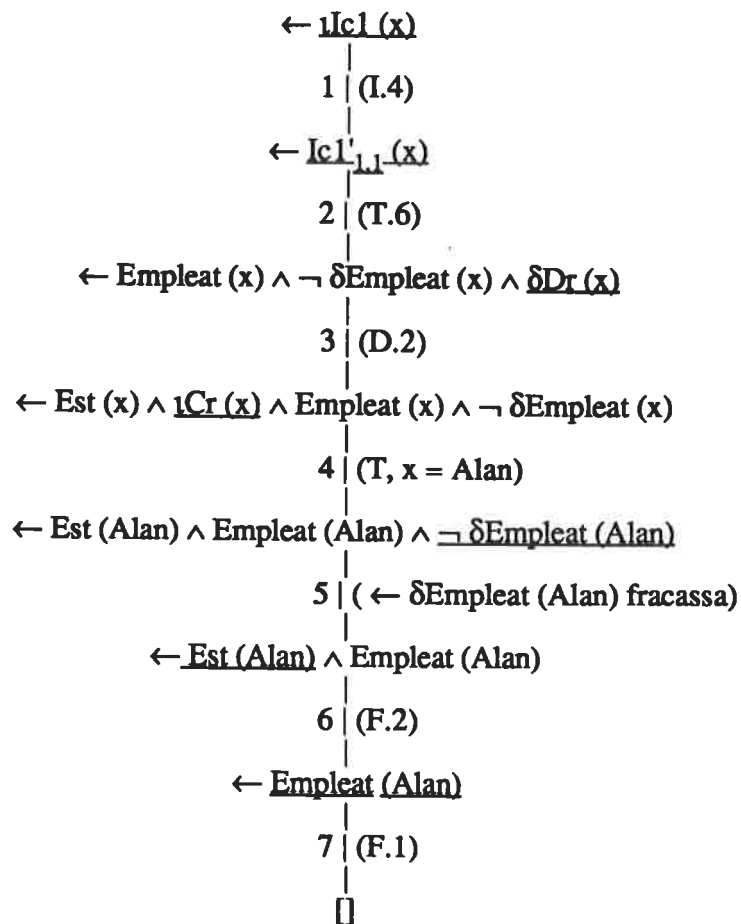 ← ιIc1 (x)
1 | (I.4)
← Ic1'1,1 (x)
2 | (T.6)
← Empleat (x) ∧ ¬ δEmpleat (x) ∧ δDr (x)
3 | (D.2)
← Est (x) ∧ ιCr (x) ∧ Empleat (x) ∧ ¬ δEmpleat (x)
4 | (T, x = Alan)
← Est (Alan) ∧ Empleat (Alan) ∧ ¬ δEmpleat (Alan)
5 | ( ← δEmpleat (Alan) fracassa)
← Est (Alan) ∧ Empleat (Alan)
6 | (F.2)
← Empleat (Alan)
7 | (F.1)
[]